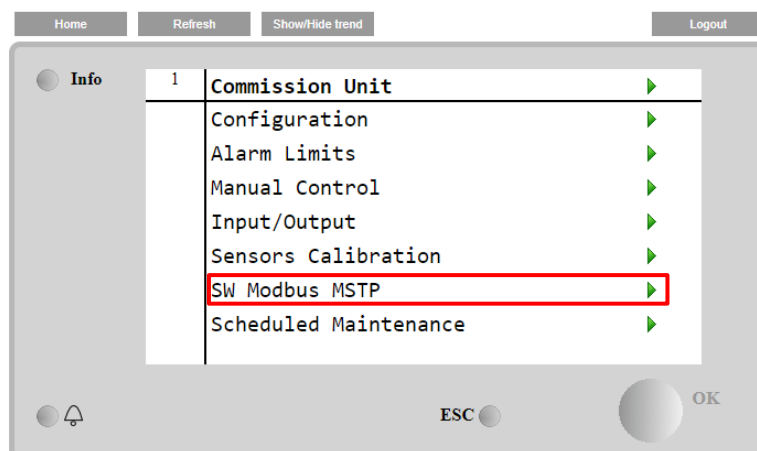 Home Refresh Show/Hide trend Logout
Info
1 Commission Unit
Configuration
Alarm Limits
Manual Control
Input/Output
Sensors Calibration
SW Modbus MSTP
Scheduled Maintenance
ESC OK